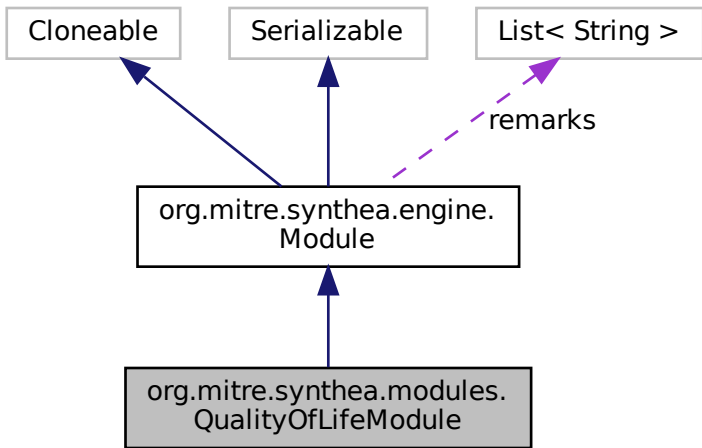 Cloneable
Serializable
List< String >
remarks
org.mitre.synthea.engine.
Module
org.mitre.synthea.modules.
QualityOfLifeModule